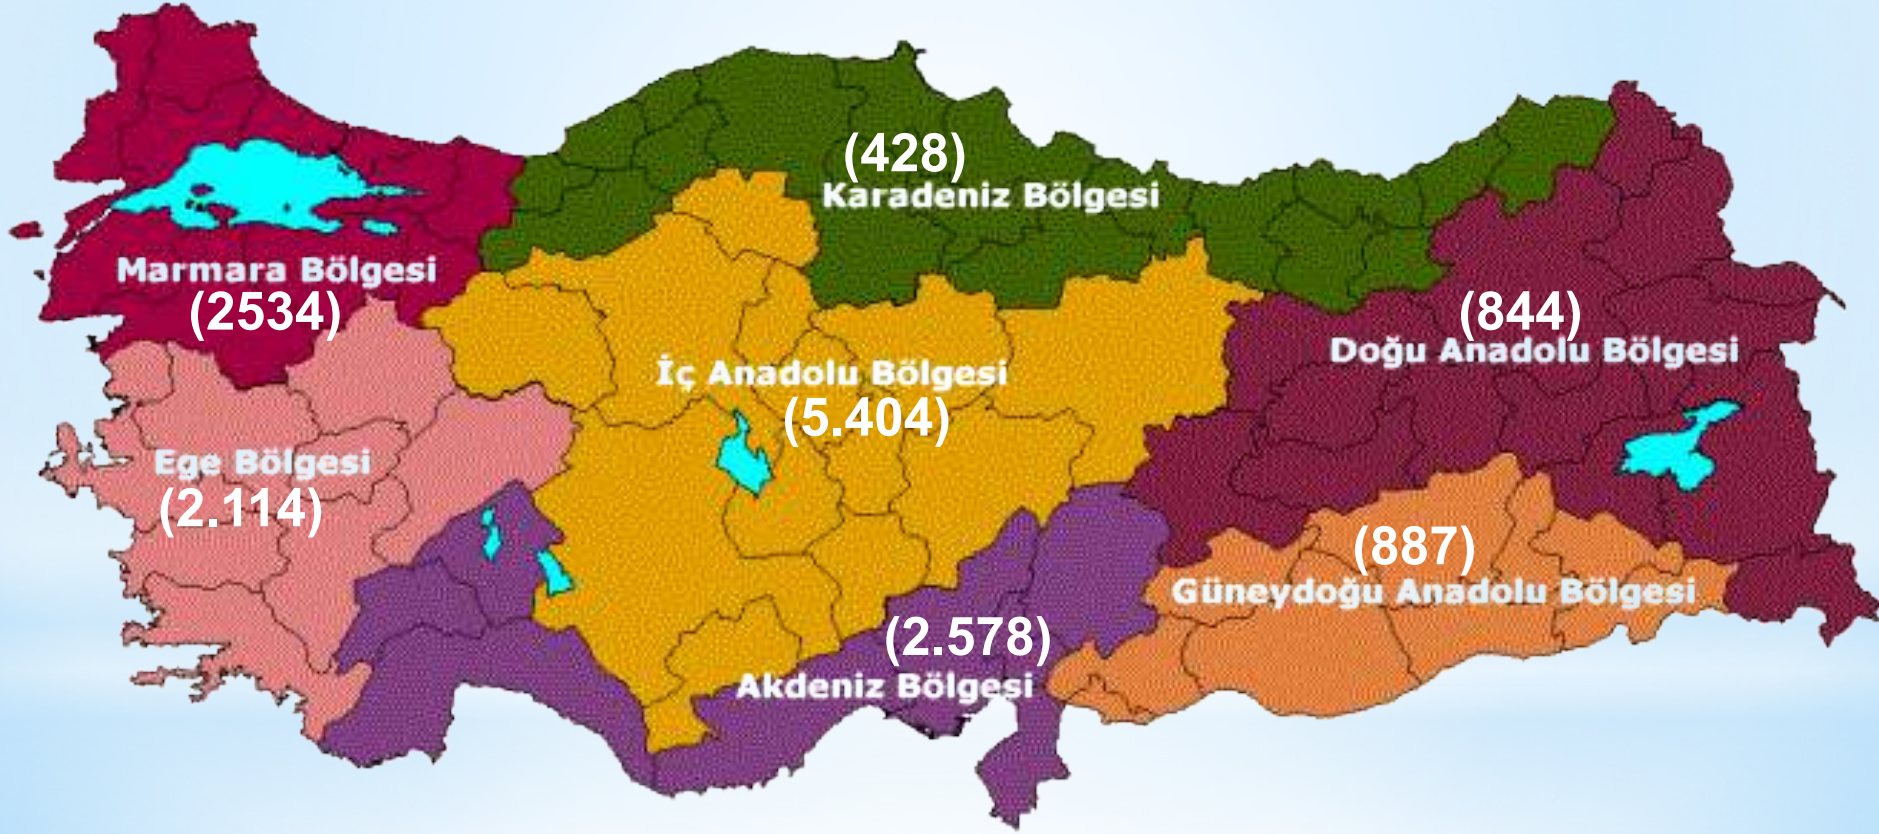 (428)
Karadeniz Bölgesi
Marmara Bölgesi
(2534)
(844)
Doğu Anadolu Bölgesi
İç Anadolu Bölgesi
(5.404)
Ege Bölgesi
(2.114)
(887)
Güneydoğu Anadolu Bölgesi
(2.578)
Akdeniz Bölgesi